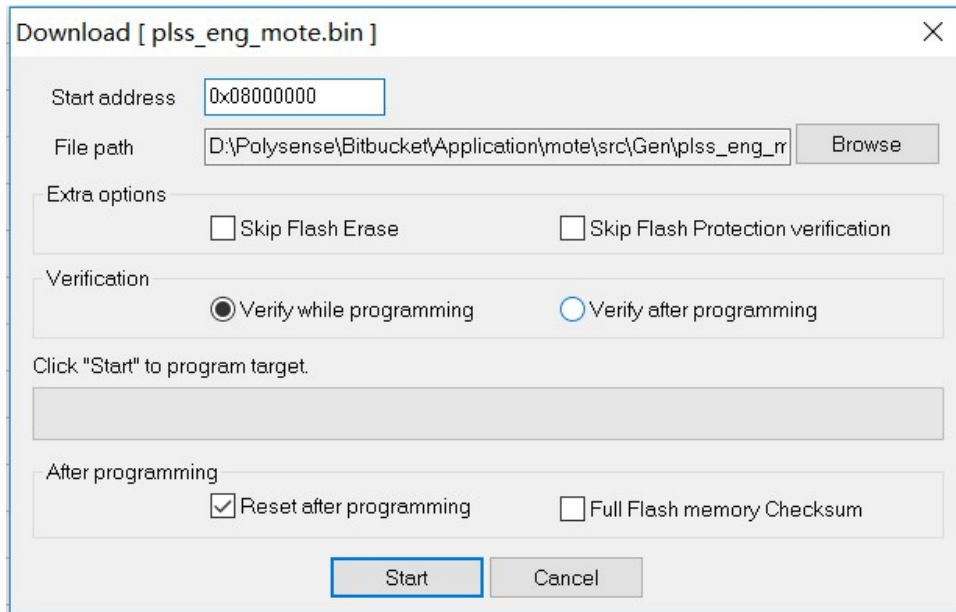 Download [ plss_eng_mote.bin ]
Start address 0x08000000
File path D:\Polysense\Bitbucket\Application\mote\src\Gen\plss_eng_m Browse
Extra options
Skip Flash Erase Skip Flash Protection verification
Verification
Verify while programming Verify after programming
Click "Start" to program target.
After programming
Reset after programming Full Flash memory Checksum
Start Cancel